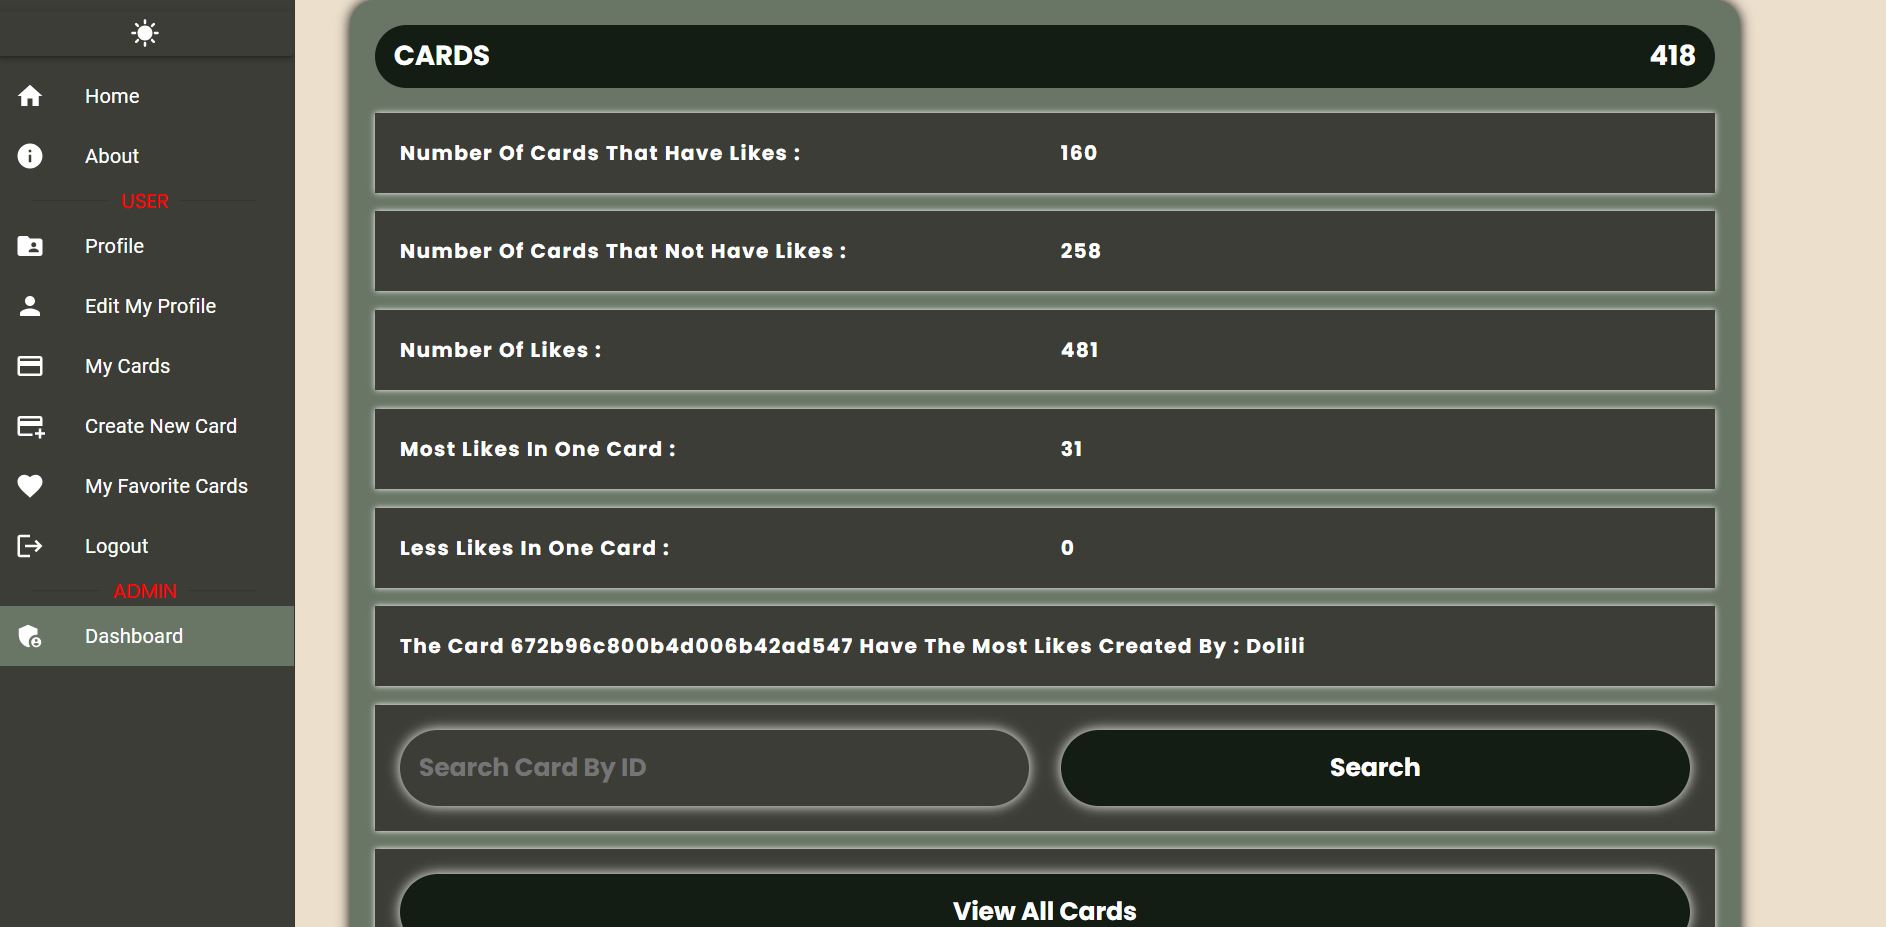 Home
About
USER
Profile
Edit My Profile
My Cards
Create New Card
My Favorite Cards
Logout
ADMIN
Dashboard
CARDS 418
Number Of Cards That Have Likes : 160
Number Of Cards That Not Have Likes : 258
Number Of Likes : 481
Most Likes In One Card : 31
Less Likes In One Card : 0
The Card 672b96c800b4d006b42ad547 Have The Most Likes Created By : Dolili
Search Card By ID Search
View All Cards